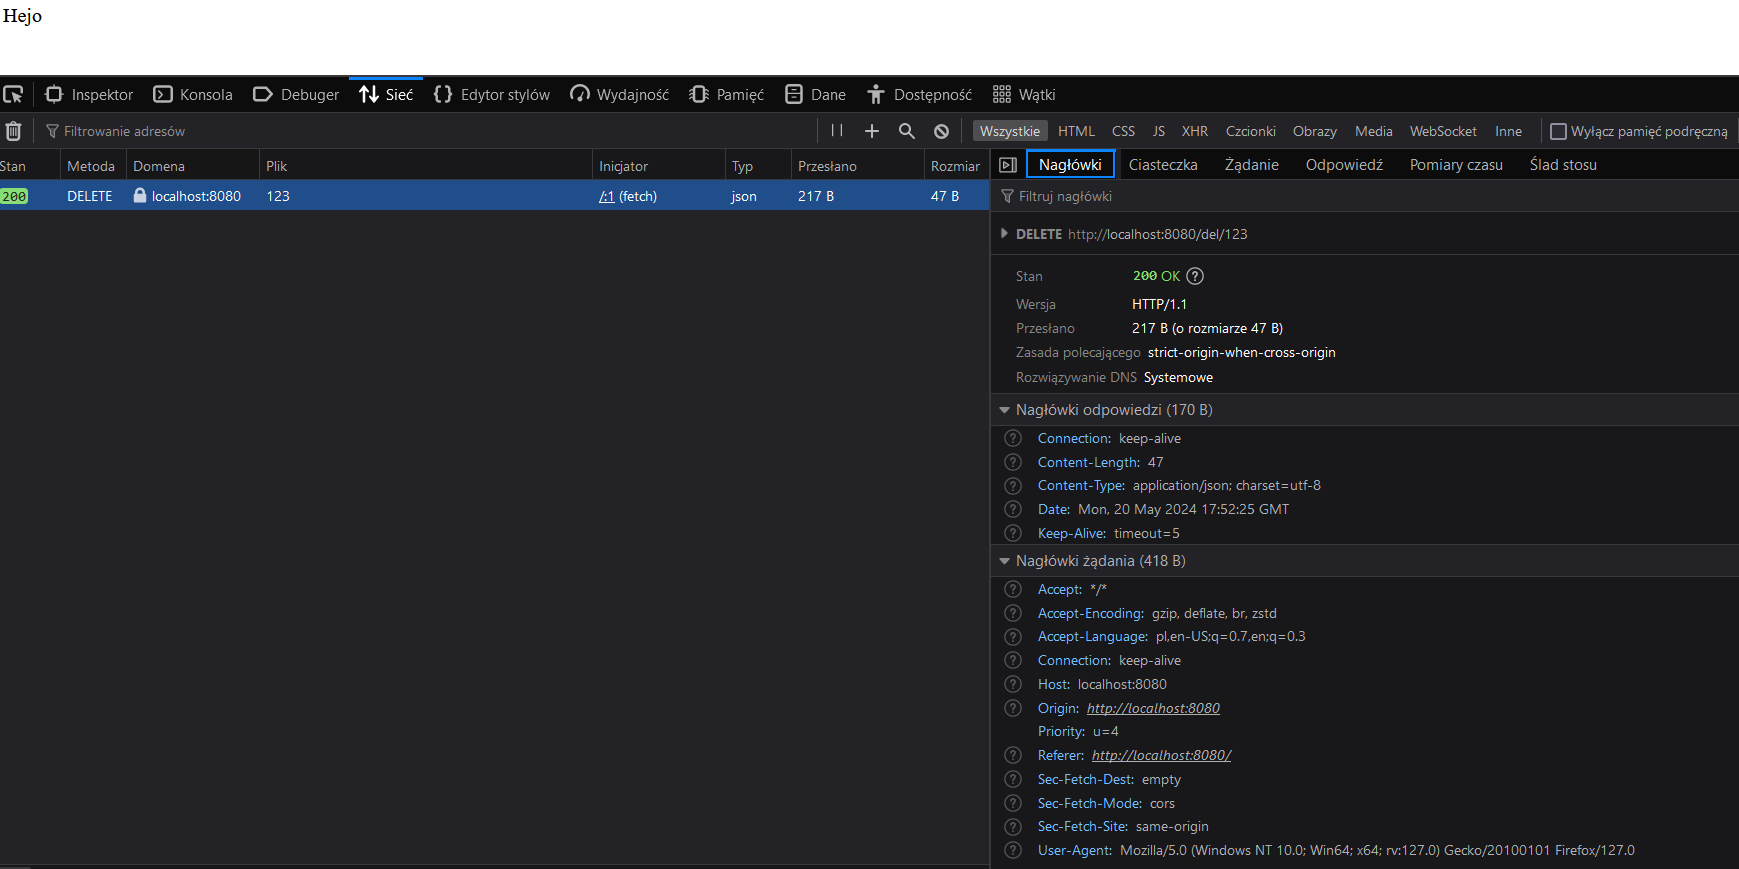 Hejo
Inspektor Konsola Debuger Sieć Edytor stylów Wydajność Pamięć Dane Dostępność Wątki
Filtrowanie adresów Wszystkie HTML CSS JS XHR Czcionki Obrazy Media WebSocket Inne Wyłącz pamięć podręczną
Stan Metoda Domena Plik Inicjator Typ Przesłano Rozmiar
200 DELETE localhost:8080 123 /:1 (fetch) json 217 B 47 B
Nagłówki Ciasteczka Żądanie Odpowiedź Pomiary czasu Ślad stosu
Filtruj nagłówki
DELETE http://localhost:8080/del/123
Stan 200 OK
Wersja HTTP/1.1
Przesłano 217 B (o rozmiarze 47 B)
Zasada polecającego strict-origin-when-cross-origin
Rozwiązywanie DNS Systemowe
Nagłówki odpowiedzi (170 B)
Connection: keep-alive
Content-Length: 47
Content-Type: application/json; charset=utf-8
Date: Mon, 20 May 2024 17:52:25 GMT
Keep-Alive: timeout=5
Nagłówki żądania (418 B)
Accept: */*
Accept-Encoding: gzip, deflate, br, zstd
Accept-Language: pl,en-US;q=0.7,en;q=0.3
Connection: keep-alive
Host: localhost:8080
Origin: http://localhost:8080
Priority: u=4
Referer: http://localhost:8080/
Sec-Fetch-Dest: empty
Sec-Fetch-Mode: cors
Sec-Fetch-Site: same-origin
User-Agent: Mozilla/5.0 (Windows NT 10.0; Win64; x64; rv:127.0) Gecko/20100101 Firefox/127.0